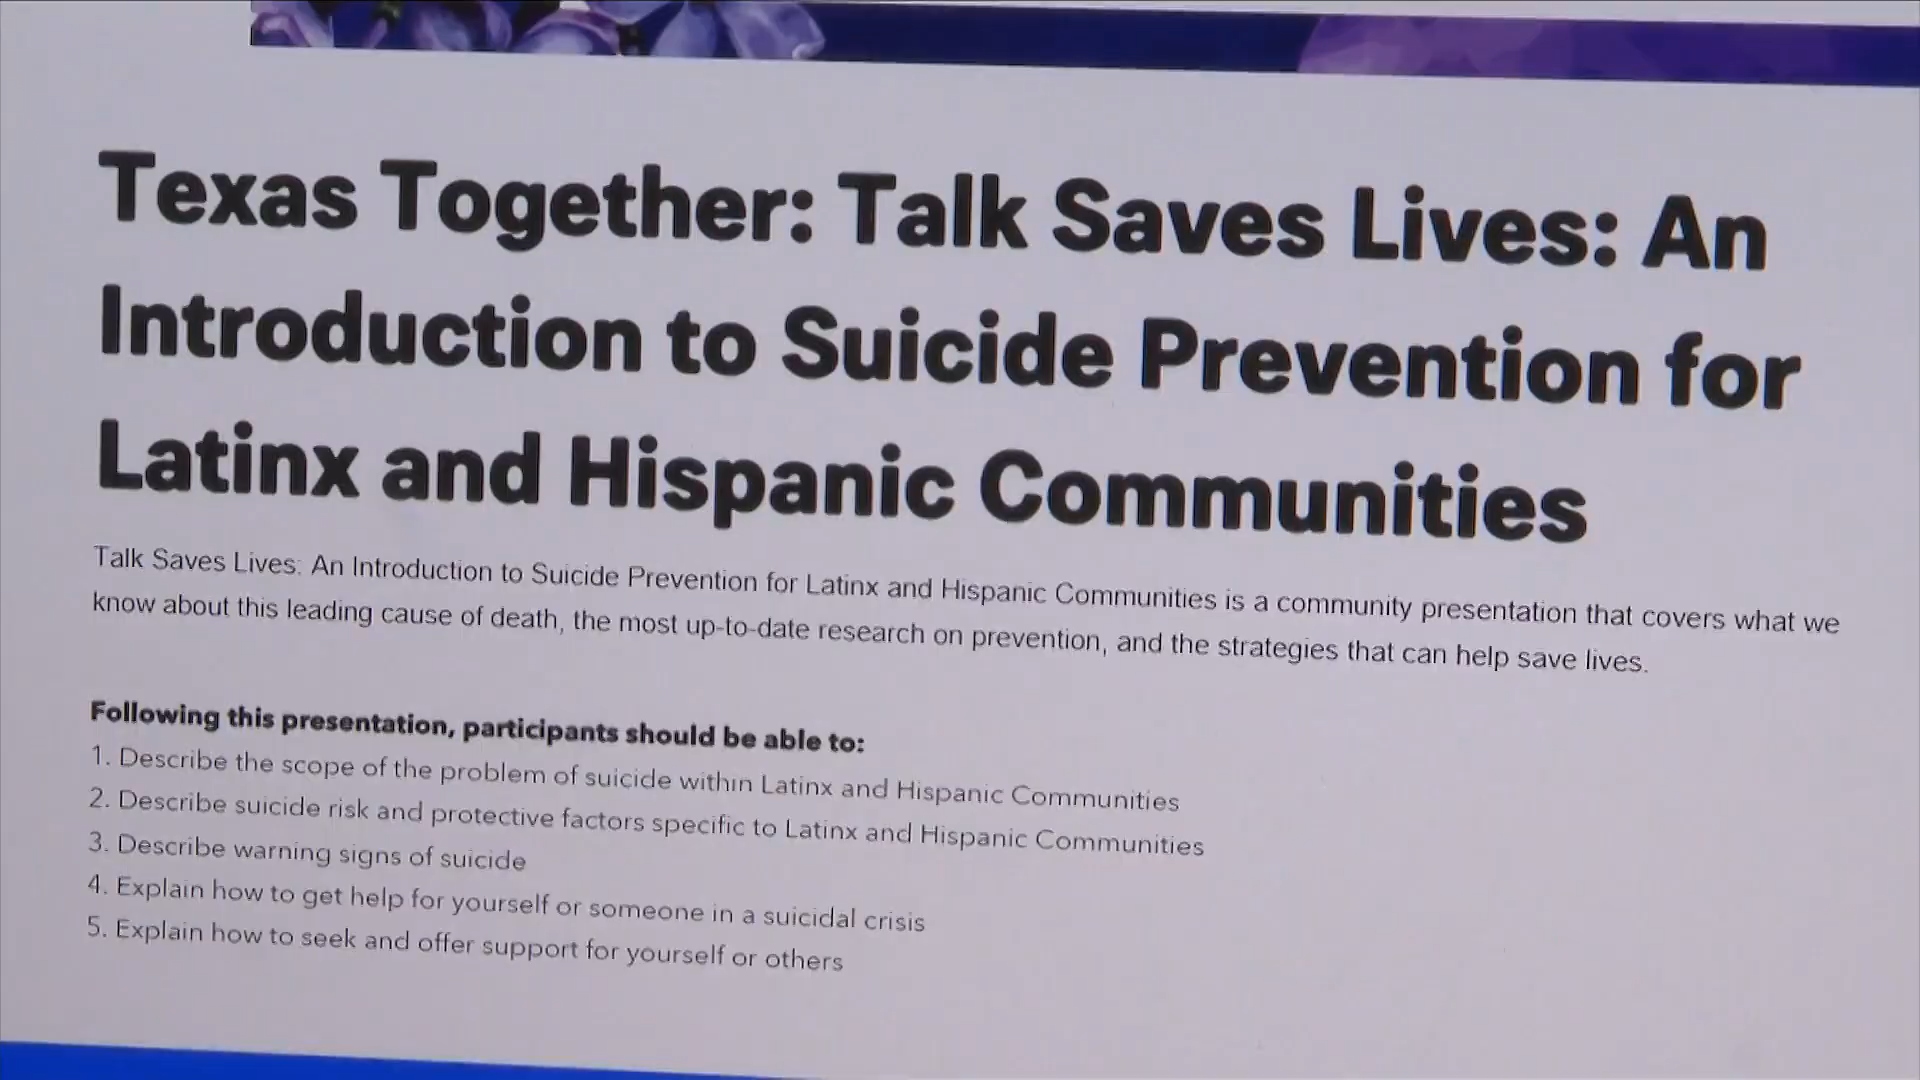 Texas Together: Talk Saves Lives: An
Introduction to Suicide Prevention for
Latinx and Hispanic Communities
Talk Saves Lives: An Introduction to Suicide Prevention for Latinx and Hispanic Communities is a community presentation that covers what we
know about this leading cause of death, the most up-to-date research on prevention, and the strategies that can help save lives.
Following this presentation, participants should be able to:
1. Describe the scope of the problem of suicide within Latinx and Hispanic Communities
2. Describe suicide risk and protective factors specific to Latinx and Hispanic Communities
3. Describe warning signs of suicide
4. Explain how to get help for yourself or someone in a suicidal crisis
5. Explain how to seek and offer support for yourself or others